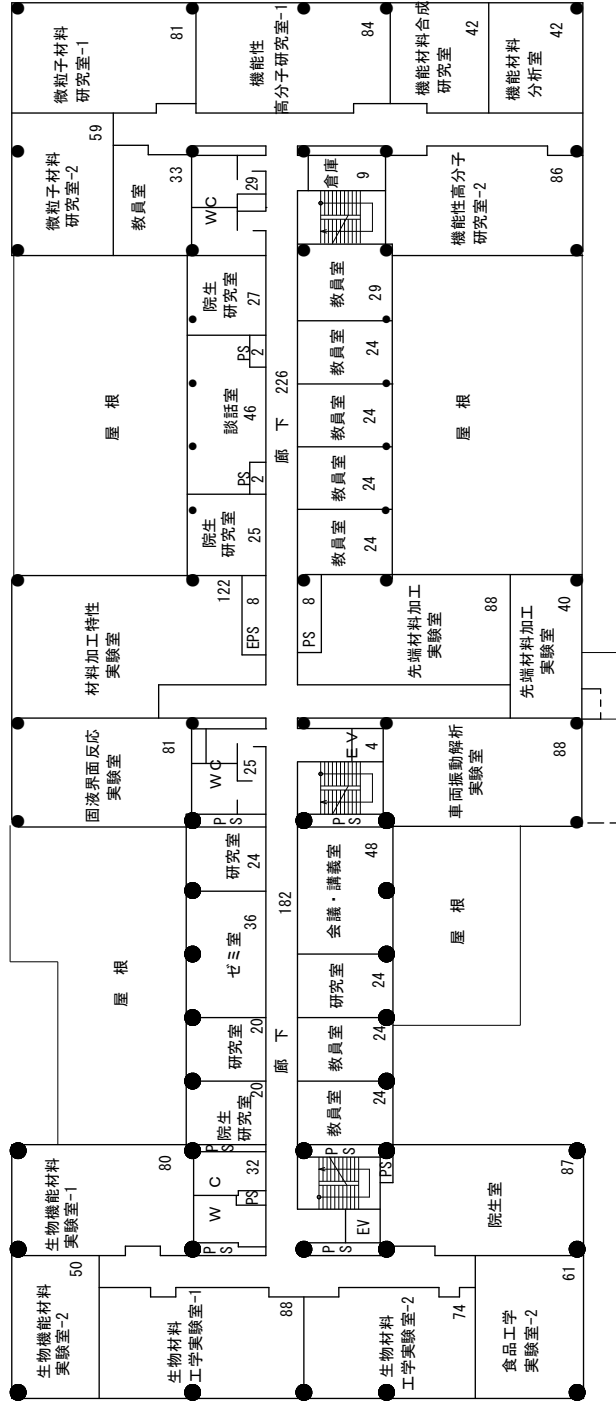 生物機能材料
実験室-2
50
生物機能材料
実験室-1
80
屋　根
固液界面反応
実験室
81
材料加工特性
実験室
122
屋　根
微粒子材料
研究室-2
59
微粒子材料
研究室-1
81
教員室
33
PS
W C
32
PS
PS
院生
研究室
20
研究室
20
ゼミ室
36
研究室
24
PS
WC
25
EPS
8
院生
研究室
25
PS
2
談話室
46
PS
2
院生
研究室
27
WC
29
生物材料
工学実験室-1
88
機能性
高分子研究室-1
84
廊　下
182
廊　下
226
PS
EV
PS
PS
教員室
24
教員室
24
研究室
24
会議・講義室
48
PS
EV
4
PS
8
教員室
24
教員室
24
教員室
24
教員室
24
教員室
29
倉庫
9
生物材料
工学実験室-2
74
食品工学
実験室-2
61
院生室
87
屋　根
車両振動解析
実験室
88
先端材料加工
実験室
88
先端材料加工
実験室
40
屋　根
機能性高分子
研究室-2
86
機能材料合成
研究室
42
機能材料
分析室
42